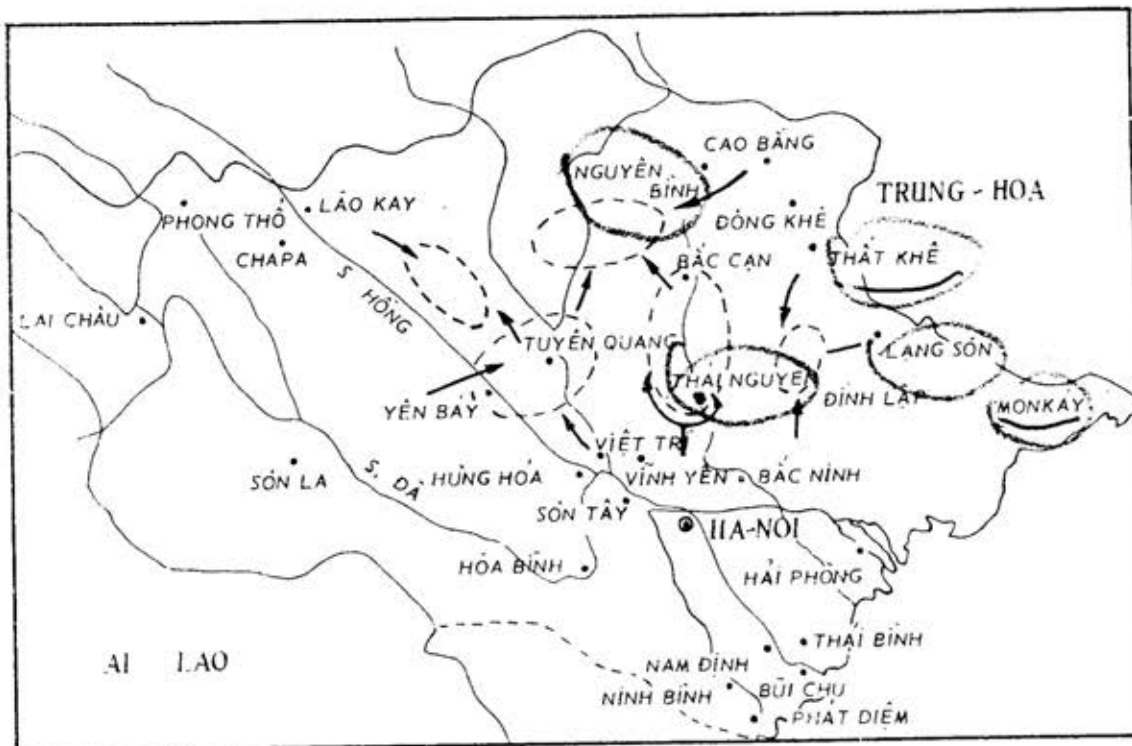 CAO BẰNG
NGUYÊN
BÌNH
TRUNG - HOA
PHONG THỔ
LÀO KAY
ĐÔNG KHÊ
CHAPA
BẮC CẠN
THẤT KHÊ
S HỒNG
LAI CHÂU
TUYÊN QUANG
LẠNG SƠN
THÁI NGUYÊN
ĐÌNH LẬP
MONKAY
YÊN BÁY
VIỆT TRÌ
SƠN LA
S. ĐÀ
HƯNG HÓA
VĨNH YÊN
BẮC NINH
SƠN TÂY
HA-NỘI
HÒA BÌNH
HẢI PHÒNG
THÁI BÌNH
AI LAO
NAM ĐỊNH
NINH BÌNH
BÙI CHU
PHÁT DIỆM